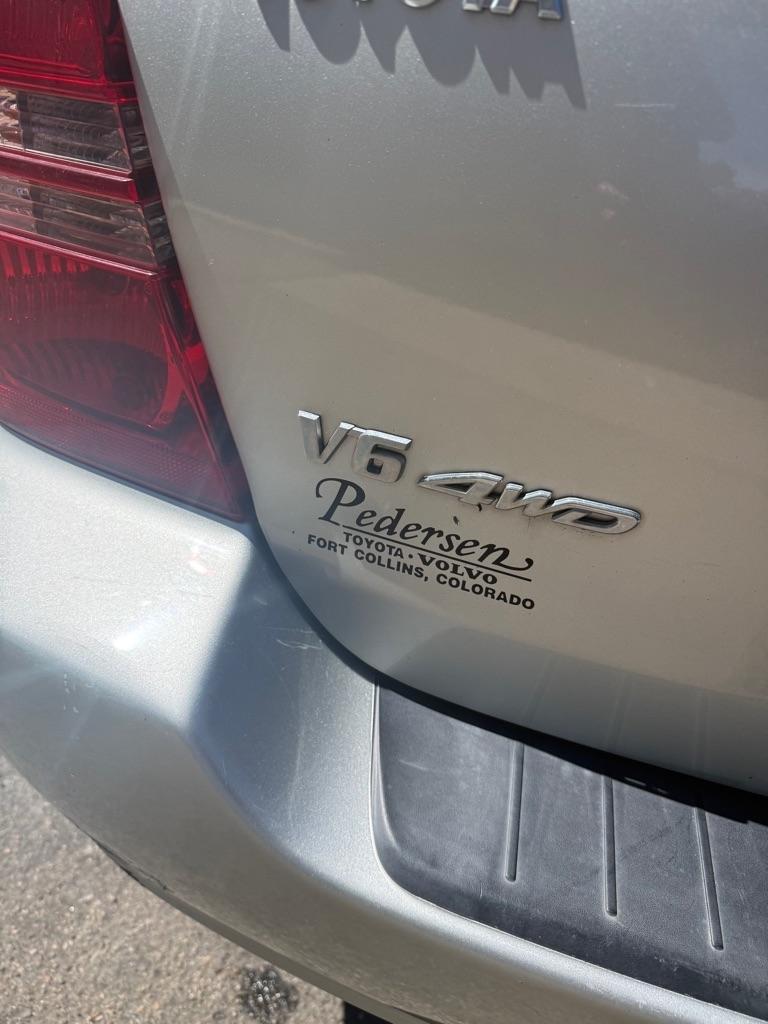 V6 4WD
Pedersen
TOYOTA · VOLVO
FORT COLLINS, COLORADO